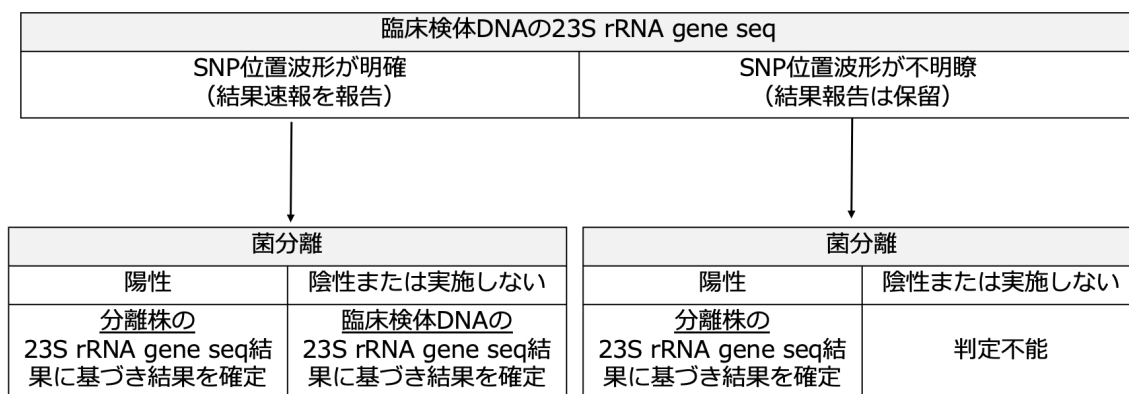 臨床検体DNAの23S rRNA gene seq
SNP位置波形が明確
（結果速報を報告）
SNP位置波形が不明瞭
（結果報告は保留）
菌分離
陽性
陰性または実施しない
分離株の
23S rRNA gene seq結
果に基づき結果を確定
臨床検体DNAの
23S rRNA gene seq結
果に基づき結果を確定
菌分離
陽性
陰性または実施しない
分離株の
23S rRNA gene seq結
果に基づき結果を確定
判定不能